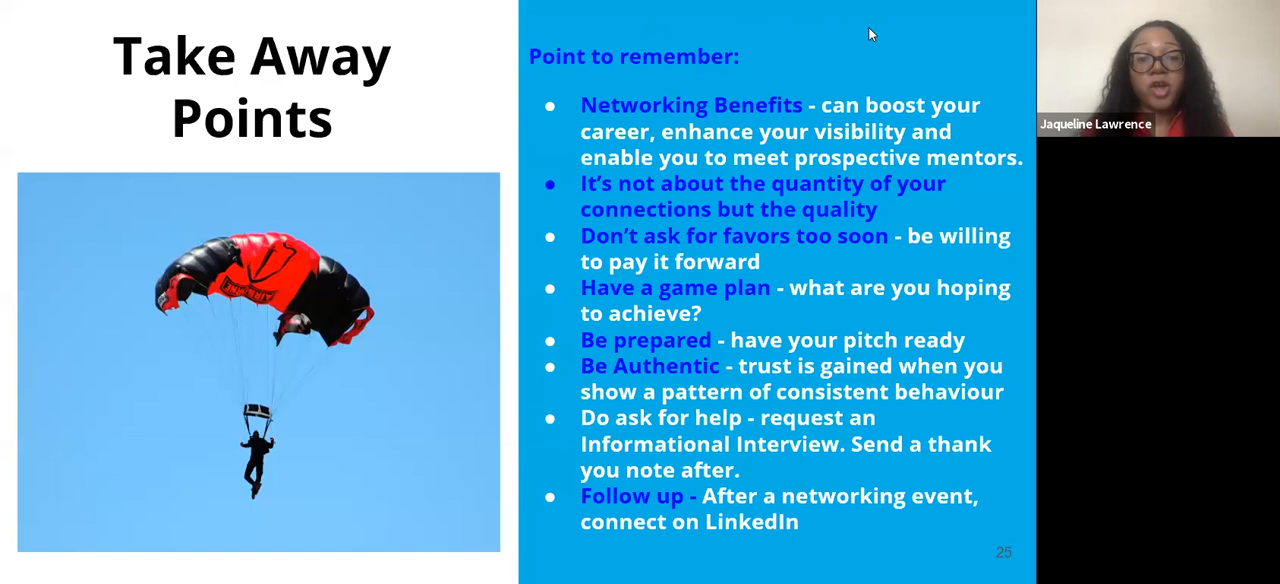 Take Away
Points
Point to remember:
● Networking Benefits - can boost your
career, enhance your visibility and
enable you to meet prospective mentors.
● It’s not about the quantity of your
connections but the quality
● Don’t ask for favors too soon - be willing
to pay it forward
● Have a game plan - what are you hoping
to achieve?
● Be prepared - have your pitch ready
● Be Authentic - trust is gained when you
show a pattern of consistent behaviour
● Do ask for help - request an
Informational Interview. Send a thank
you note after.
● Follow up - After a networking event,
connect on LinkedIn
25
Jaqueline Lawrence